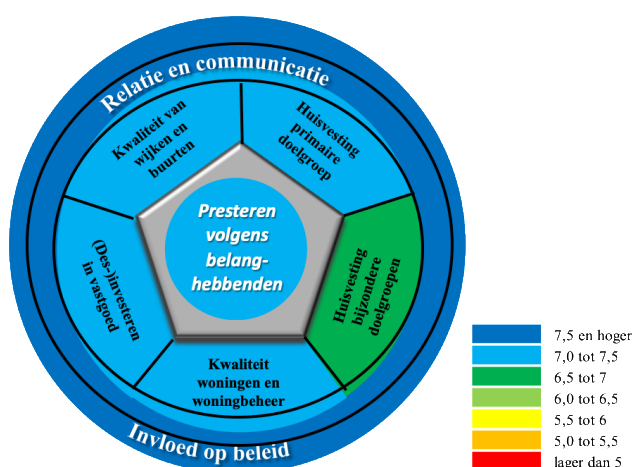 Relatie en communicatie
Kwaliteit van
wijken en
buurten
Huisvesting
primaire
doelgroep
(Des-)investeren
in vastgoed
Presteren
volgens
belang-
hebbenden
Huisvesting
bijzondere
doelgroepen
Kwaliteit
woningen en
woningbeheer
Invloed op beleid
7,5 en hoger
7,0 tot 7,5
6,5 tot 7
6,0 tot 6,5
5,5 tot 6
5,0 tot 5,5
lager dan 5